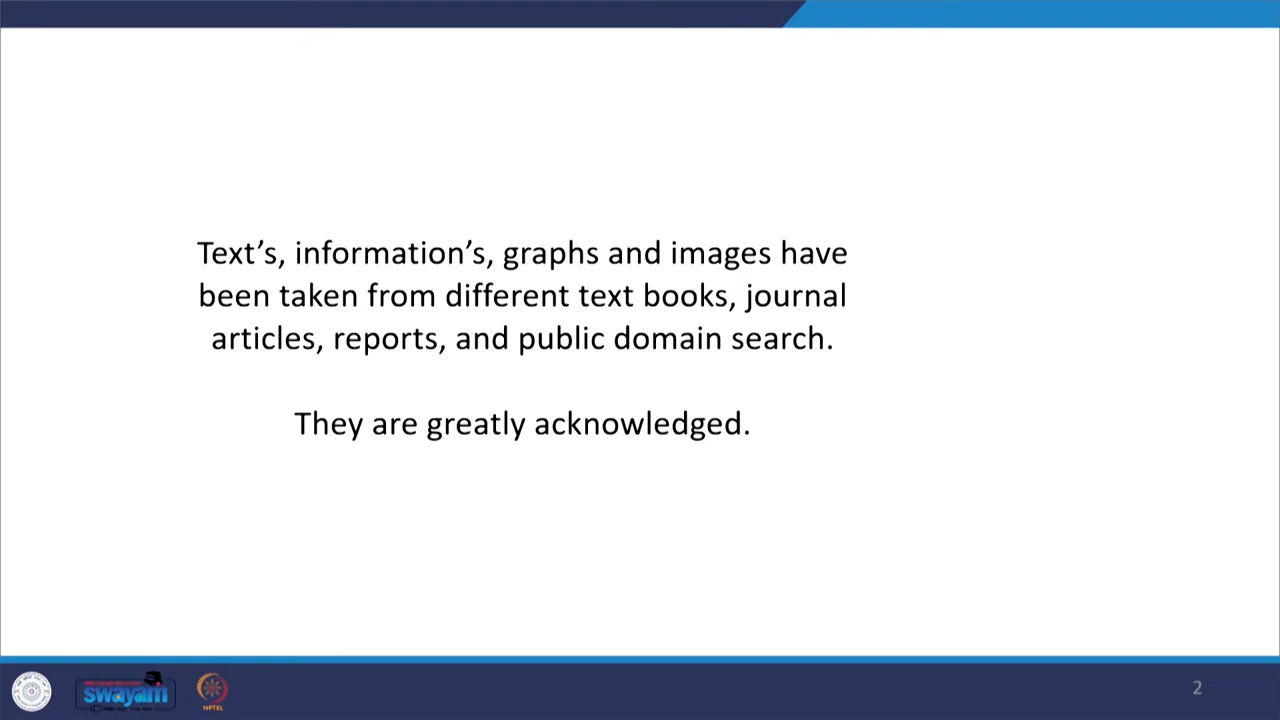 Text’s, information’s, graphs and images have
been taken from different text books, journal
articles, reports, and public domain search.
They are greatly acknowledged.
swayam
NPTEL
2